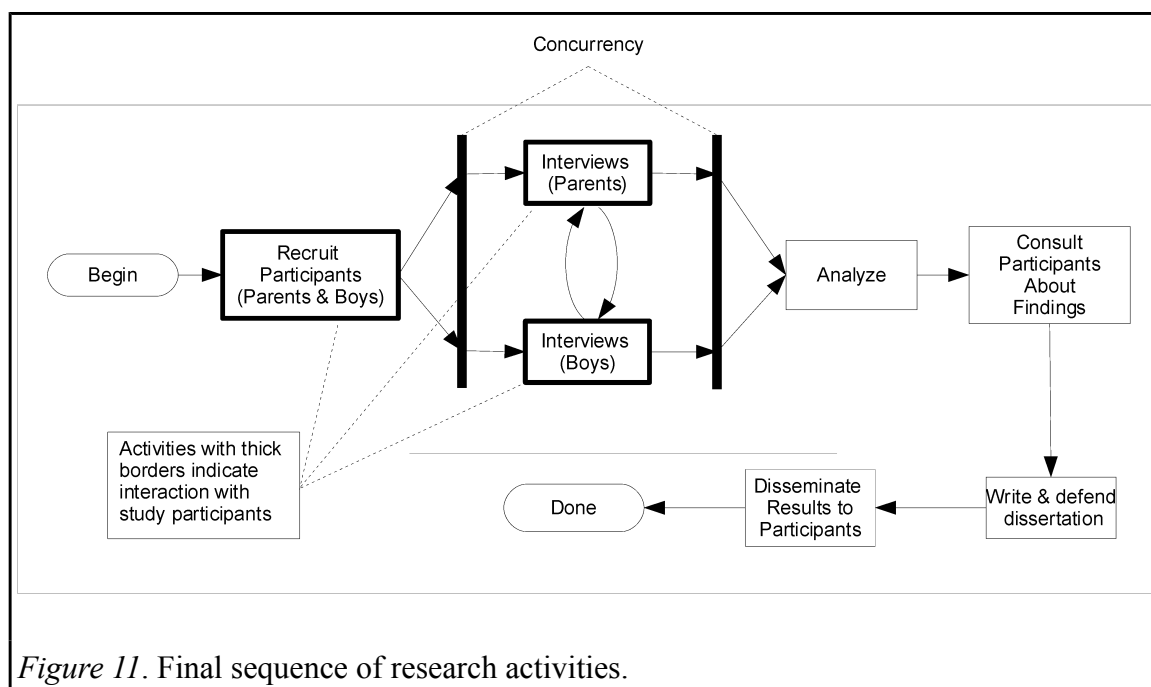 Concurrency
Begin
Recruit
Participants
(Parents & Boys)
Interviews
(Parents)
Interviews
(Boys)
Analyze
Consult
Participants
About
Findings
Activities with thick
borders indicate
interaction with
study participants
Done
Disseminate
Results to
Participants
Write & defend
dissertation
Figure 11. Final sequence of research activities.